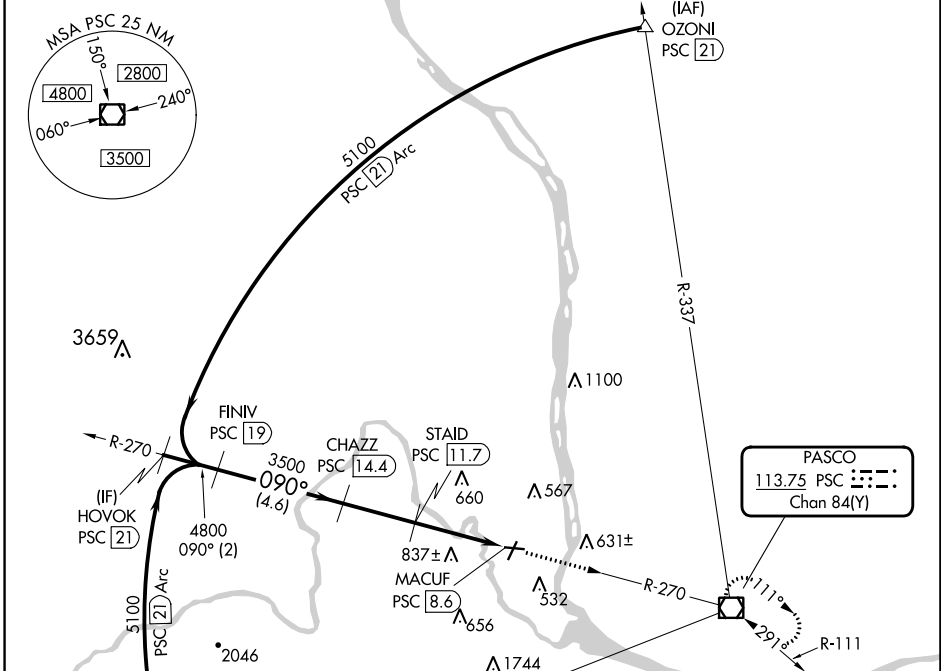 MSA PSC 25 NM
150°
2800
4800
240°
060°
3500
(IAF)
OZONI
PSC 21
5100
PSC 21 Arc
R-337
3659
1100
FINIV
PSC 19
R-270
CHAZZ
PSC 14.4
STAID
PSC 11.7
3500
090°
(4.6)
660
567
(IF)
HOVOK
PSC 21
4800
090° (2)
837±
631±
MACUF
PSC 8.6
532
656
R-270
PASCO
113.75 PSC
Chan 84(Y)
111°
291°
R-111
5100
PSC 21 Arc
2046
1744